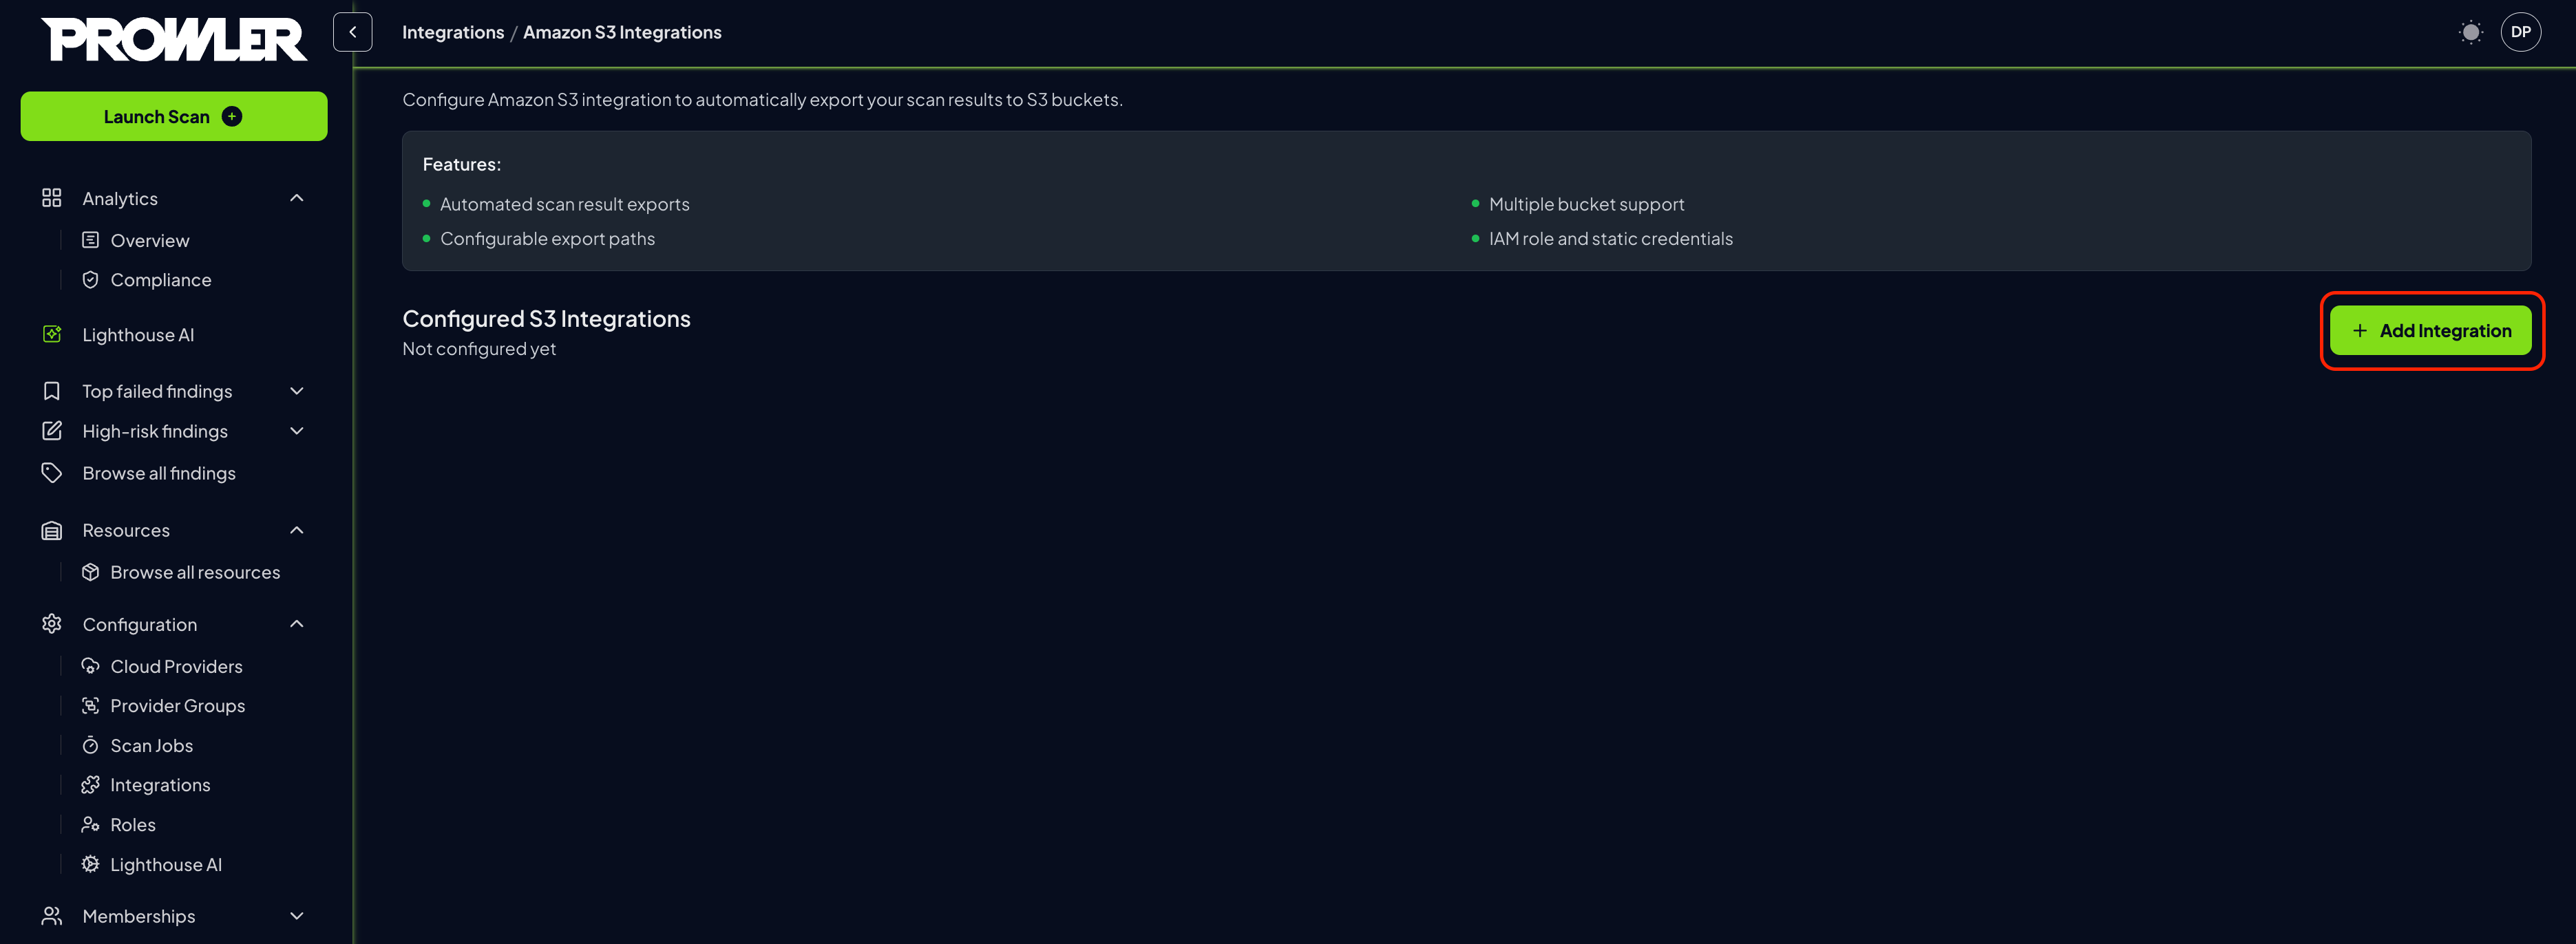 PROWLER
Launch Scan
Analytics
Overview
Compliance
Lighthouse AI
Top failed findings
High-risk findings
Browse all findings
Resources
Browse all resources
Configuration
Cloud Providers
Provider Groups
Scan Jobs
Integrations
Roles
Lighthouse AI
Memberships
Integrations / Amazon S3 Integrations
DP
Configure Amazon S3 integration to automatically export your scan results to S3 buckets.
Features:
Automated scan result exports
Multiple bucket support
Configurable export paths
IAM role and static credentials
Configured S3 Integrations
Not configured yet
+ Add Integration